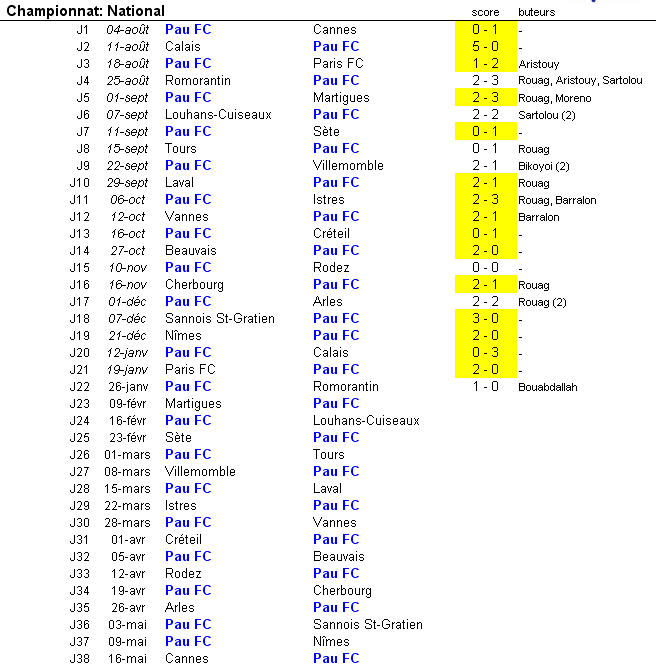 Championnat: National score buteurs
J1 04-août Pau FC Cannes 0 - 1 -
J2 11-août Calais Pau FC 5 - 0 -
J3 18-août Pau FC Paris FC 1 - 2 Aristouy
J4 25-août Romorantin Pau FC 2 - 3 Rouag, Aristouy, Sartolou
J5 01-sept Pau FC Martigues 2 - 3 Rouag, Moreno
J6 07-sept Louhans-Cuiseaux Pau FC 2 - 2 Sartolou (2)
J7 11-sept Pau FC Sète 0 - 1 -
J8 15-sept Tours Pau FC 0 - 1 Rouag
J9 22-sept Pau FC Villemomble 2 - 1 Bikoyoi (2)
J10 29-sept Laval Pau FC 2 - 1 Rouag
J11 06-oct Pau FC Istres 2 - 3 Rouag, Barralon
J12 12-oct Vannes Pau FC 2 - 1 Barralon
J13 16-oct Pau FC Créteil 0 - 1 -
J14 27-oct Beauvais Pau FC 2 - 0 -
J15 10-nov Pau FC Rodez 0 - 0 -
J16 16-nov Cherbourg Pau FC 2 - 1 Rouag
J17 01-déc Pau FC Arles 2 - 2 Rouag (2)
J18 07-déc Sannois St-Gratien Pau FC 3 - 0 -
J19 21-déc Nîmes Pau FC 2 - 0 -
J20 12-janv Pau FC Calais 0 - 3 -
J21 19-janv Paris FC Pau FC 2 - 0 -
J22 26-janv Pau FC Romorantin 1 - 0 Bouabdallah
J23 09-févr Martigues Pau FC
J24 16-févr Pau FC Louhans-Cuiseaux
J25 23-févr Sète Pau FC
J26 01-mars Pau FC Tours
J27 08-mars Villemomble Pau FC
J28 15-mars Pau FC Laval
J29 22-mars Istres Pau FC
J30 28-mars Pau FC Vannes
J31 01-avr Créteil Pau FC
J32 05-avr Pau FC Beauvais
J33 12-avr Rodez Pau FC
J34 19-avr Pau FC Cherbourg
J35 26-avr Arles Pau FC
J36 03-mai Pau FC Sannois St-Gratien
J37 09-mai Pau FC Nîmes
J38 16-mai Cannes Pau FC